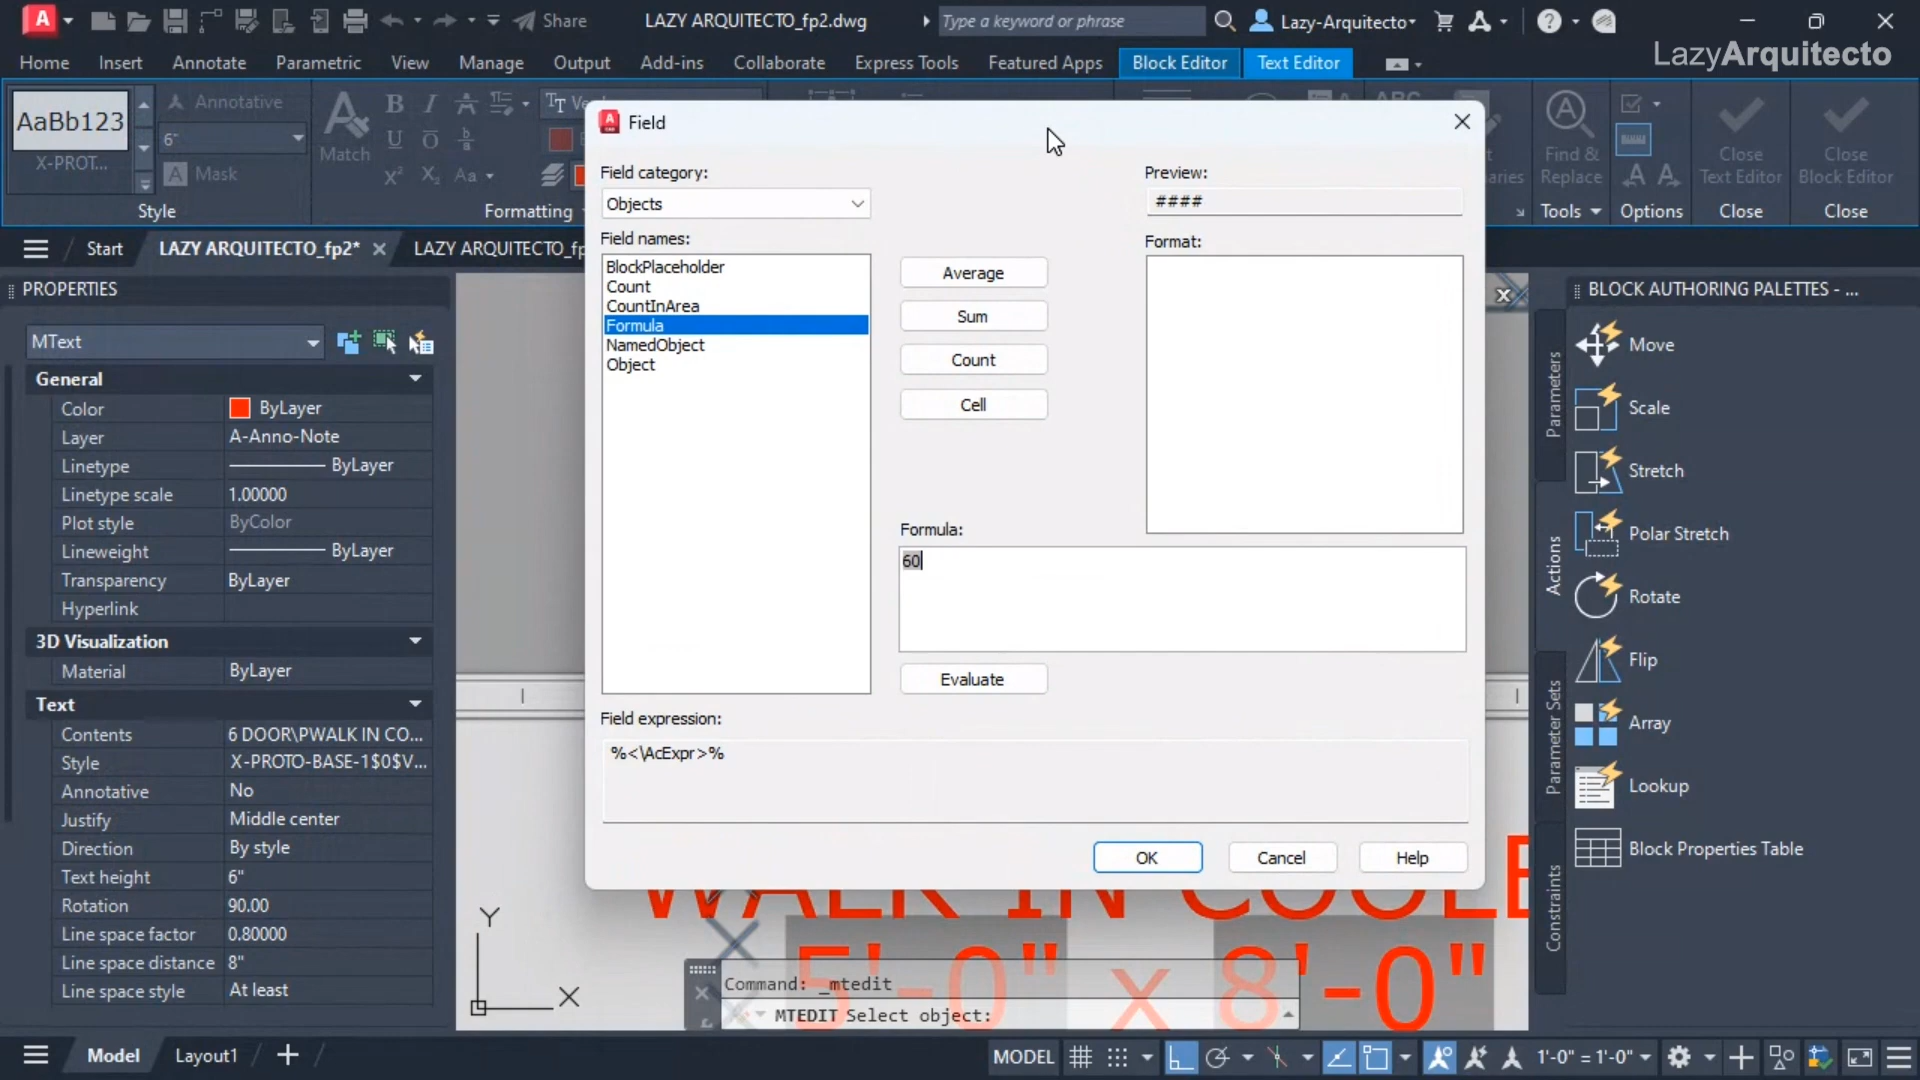 Share
LAZY ARQUITECTO_fp2.dwg
Type a keyword or phrase
Lazy-Arquitecto
LazyArquitecto
Home Insert Annotate Parametric View Manage Output Add-ins Collaborate Express Tools Featured Apps Block Editor Text Editor
AaBb123
X-PROT...
Annotative
6"
Mask
Style
Match
Formatting
Find &
Replace
Tools
Options
Close
Text Editor
Close
Close
Block Editor
Close
Start
LAZY ARQUITECTO_fp2*
LAZY ARQUITECTO_fp
PROPERTIES
MText
General
Color ByLayer
Layer A-Anno-Note
Linetype ByLayer
Linetype scale 1.00000
Plot style ByColor
Lineweight ByLayer
Transparency ByLayer
Hyperlink
3D Visualization
Material ByLayer
Text
Contents 6 DOOR\PWALK IN CO...
Style X-PROTO-BASE-1$0$V...
Annotative No
Justify Middle center
Direction By style
Text height 6"
Rotation 90.00
Line space factor 0.80000
Line space distance 8"
Line space style At least
Field
Field category:
Objects
Field names:
BlockPlaceholder
Count
CountInArea
Formula
NamedObject
Object
Average
Sum
Count
Cell
Preview:
####
Format:
Formula:
60
Evaluate
Field expression:
%<\AcExpr>%
OK
Cancel
Help
WALK IN COOLE
5'-0" x 8'-0"
Y
X
Command: _mtedit
MTEDIT Select object:
BLOCK AUTHORING PALETTES - ...
Parameters
Actions
Parameter Sets
Constraints
Move
Scale
Stretch
Polar Stretch
Rotate
Flip
Array
Lookup
Block Properties Table
Model
Layout1
MODEL
1'-0" = 1'-0"